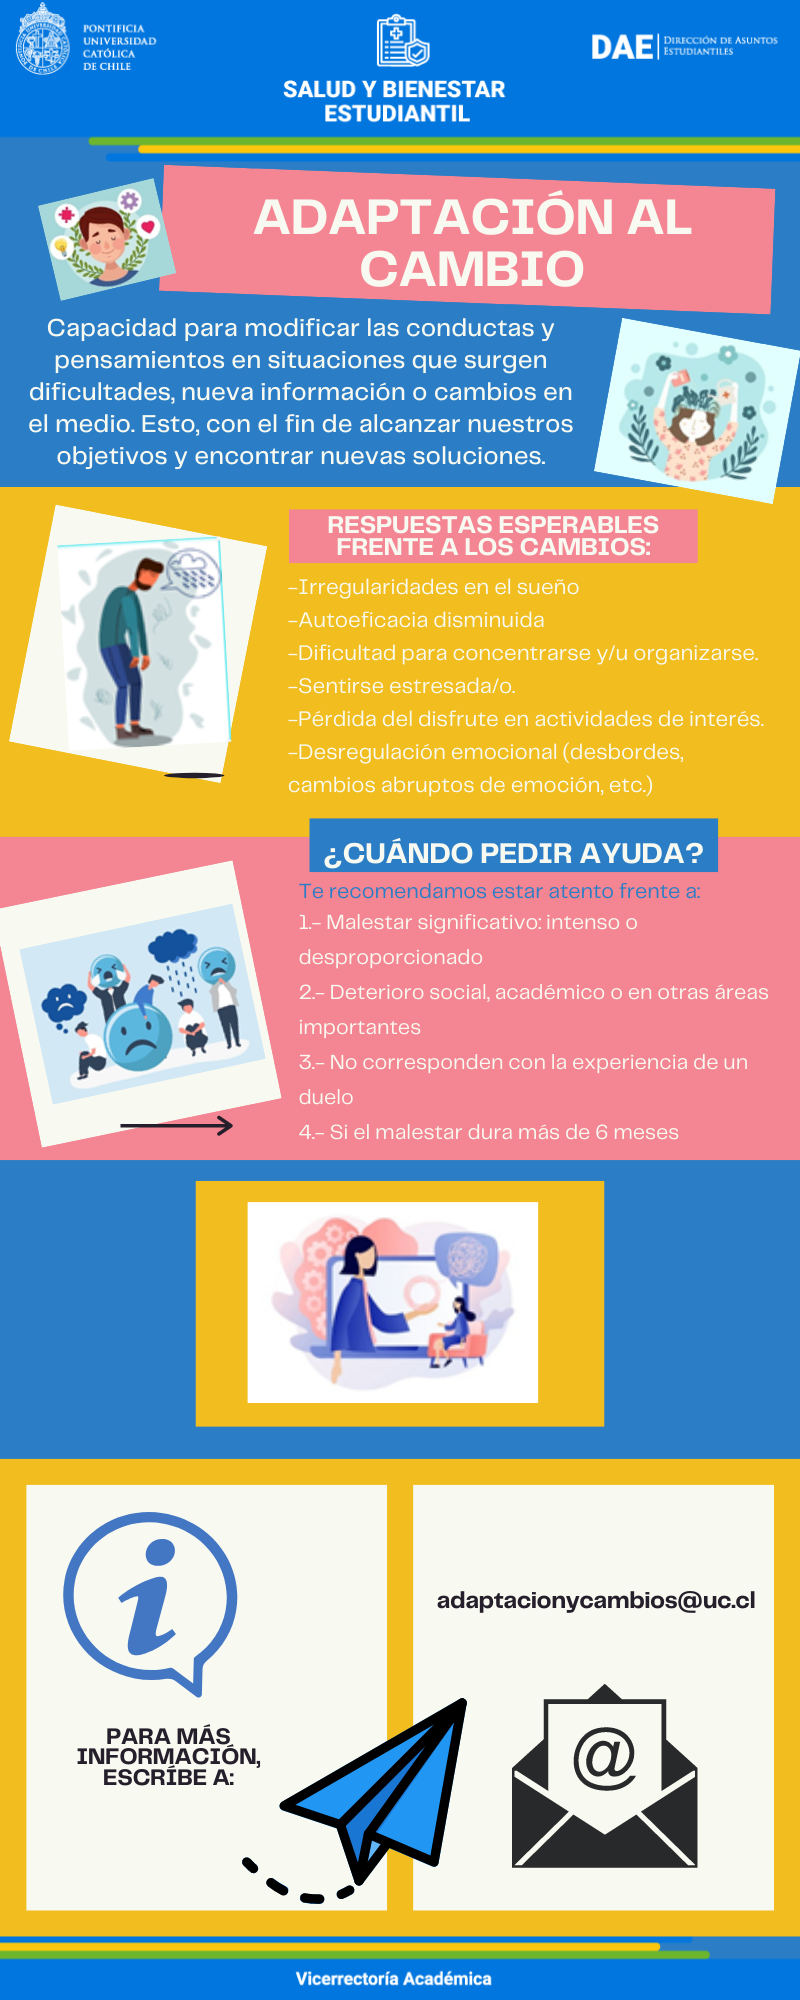 PONTIFICIA
UNIVERSIDAD
CATÓLICA
DE CHILE
SALUD Y BIENESTAR
ESTUDIANTIL
DAE
DIRECCIÓN DE ASUNTOS
ESTUDIANTILES
ADAPTACIÓN AL
CAMBIO
Capacidad para modificar las conductas y
pensamientos en situaciones que surgen
dificultades, nueva información o cambios en
el medio. Esto, con el fin de alcanzar nuestros
objetivos y encontrar nuevas soluciones.
RESPUESTAS ESPERABLES
FRENTE A LOS CAMBIOS:
-Irregularidades en el sueño
-Autoeficacia disminuida
-Dificultad para concentrarse y/u organizarse.
-Sentirse estresada/o.
-Pérdida del disfrute en actividades de interés.
-Desregulación emocional (desbordes,
cambios abruptos de emoción, etc.)
¿CUÁNDO PEDIR AYUDA?
Te recomendamos estar atento frente a:
1.- Malestar significativo: intenso o
desproporcionado
2.- Deterioro social, académico o en otras áreas
importantes
3.- No corresponden con la experiencia de un
duelo
4.- Si el malestar dura más de 6 meses
PARA MÁS
INFORMACIÓN,
ESCRÍBE A:
adaptacionycambios@uc.cl
@
Vicerrectoría Académica